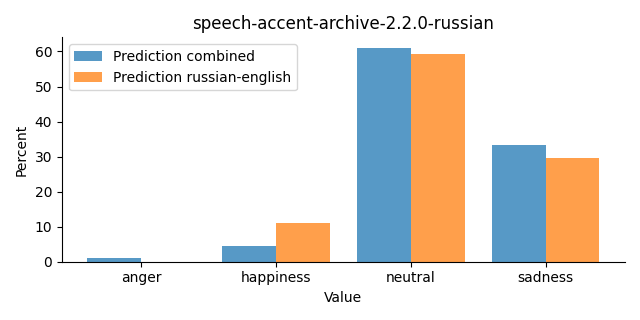 speech-accent-archive-2.2.0-russian
Prediction combined
Prediction russian-english
Percent
60
50
40
30
20
10
0
anger happiness neutral sadness
Value